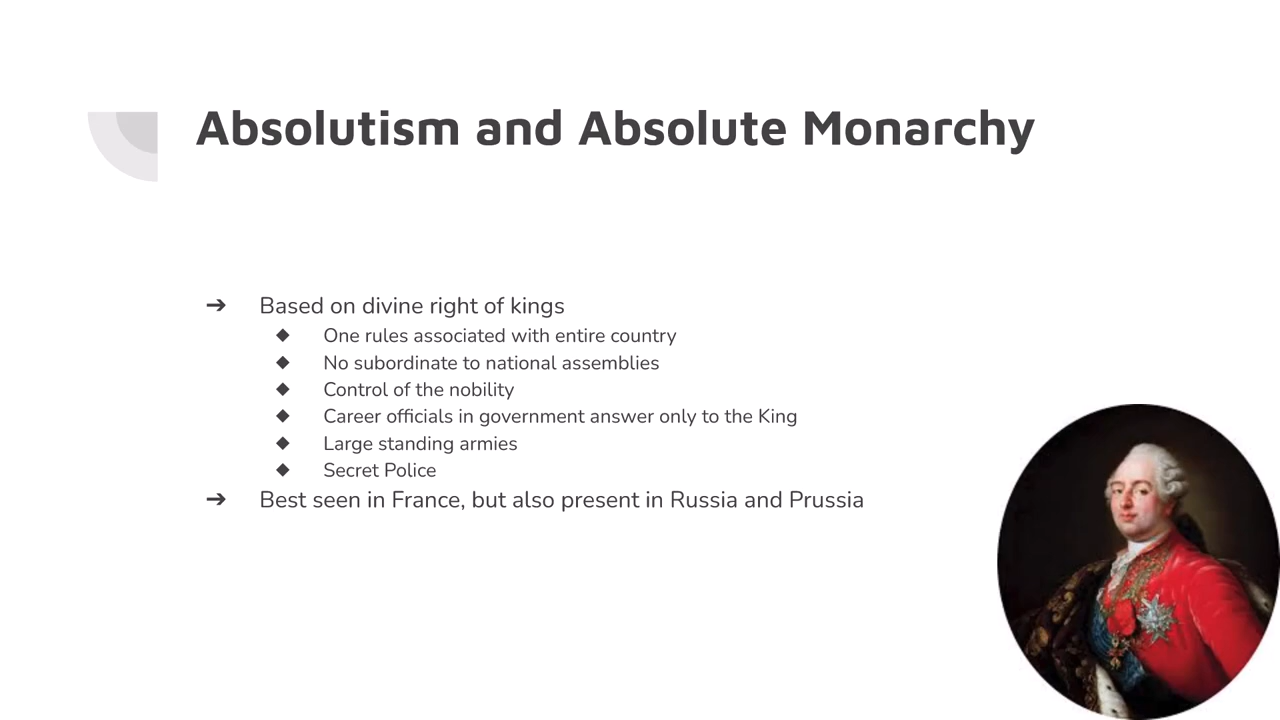 Absolutism and Absolute Monarchy
➔ Based on divine right of kings
◆ One rules associated with entire country
◆ No subordinate to national assemblies
◆ Control of the nobility
◆ Career officials in government answer only to the King
◆ Large standing armies
◆ Secret Police
➔ Best seen in France, but also present in Russia and Prussia